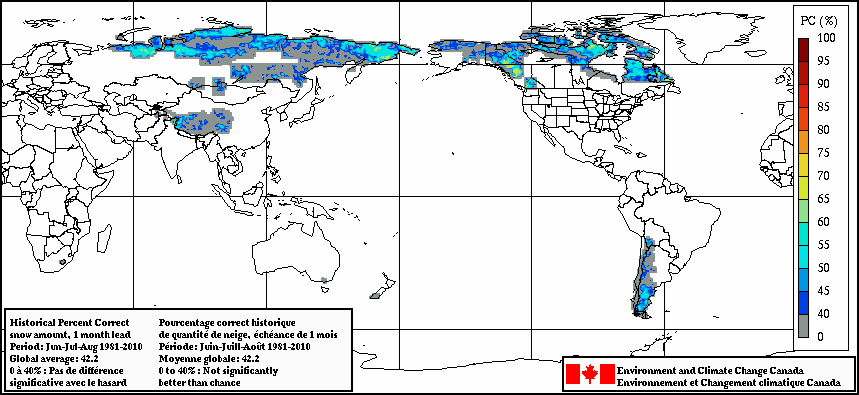 PC (%)
100
95
90
85
80
75
70
65
60
55
50
45
40
0
Historical Percent Correct
snow amount, 1 month lead
Period: Jun-Jul-Aug 1981-2010
Global average: 42.2
0 à 40% : Pas de différence
significative avec le hasard
Pourcentage correct historique
de quantité de neige, échéance de 1 mois
Période: Juin-Juill-Août 1981-2010
Moyenne globale: 42.2
0 to 40% : Not significantly
better than chance
Environment and Climate Change Canada
Environnement et Changement climatique Canada